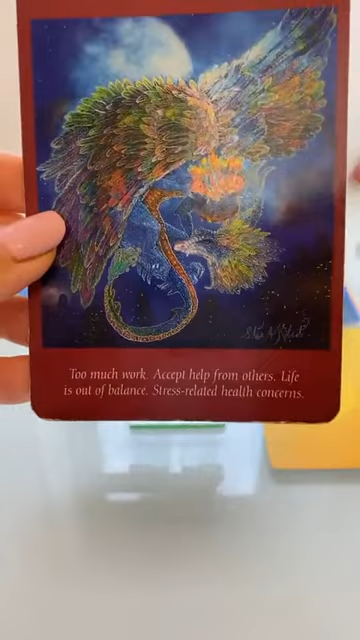 Too much work. Accept help from others. Life
is out of balance. Stress-related health concerns.